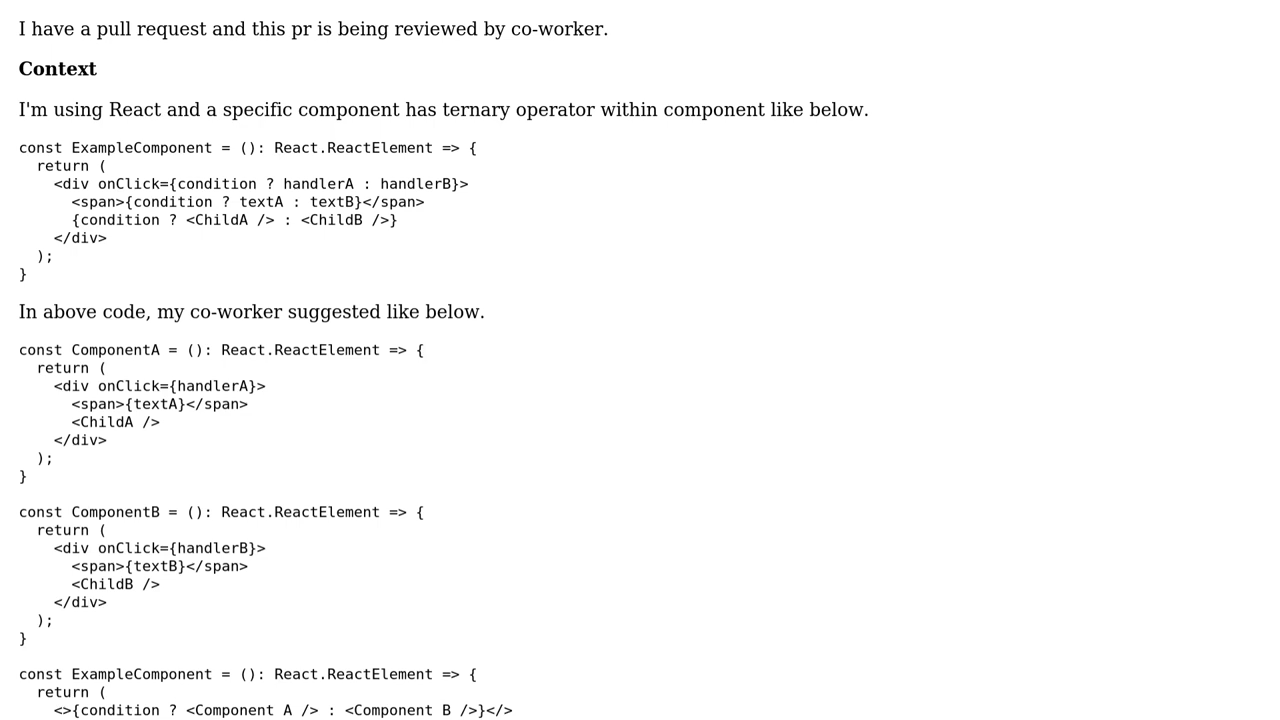 I have a pull request and this pr is being reviewed by co-worker.
Context
I'm using React and a specific component has ternary operator within component like below.
const ExampleComponent = (): React.ReactElement => {
  return (
    <div onClick={condition ? handlerA : handlerB}>
      <span>{condition ? textA : textB}</span>
      {condition ? <ChildA /> : <ChildB />}
    </div>
  );
}
In above code, my co-worker suggested like below.
const ComponentA = (): React.ReactElement => {
  return (
    <div onClick={handlerA}>
      <span>{textA}</span>
      <ChildA />
    </div>
  );
}
const ComponentB = (): React.ReactElement => {
  return (
    <div onClick={handlerB}>
      <span>{textB}</span>
      <ChildB />
    </div>
  );
}
const ExampleComponent = (): React.ReactElement => {
  return (
    <>{condition ? <Component A /> : <Component B />}</>